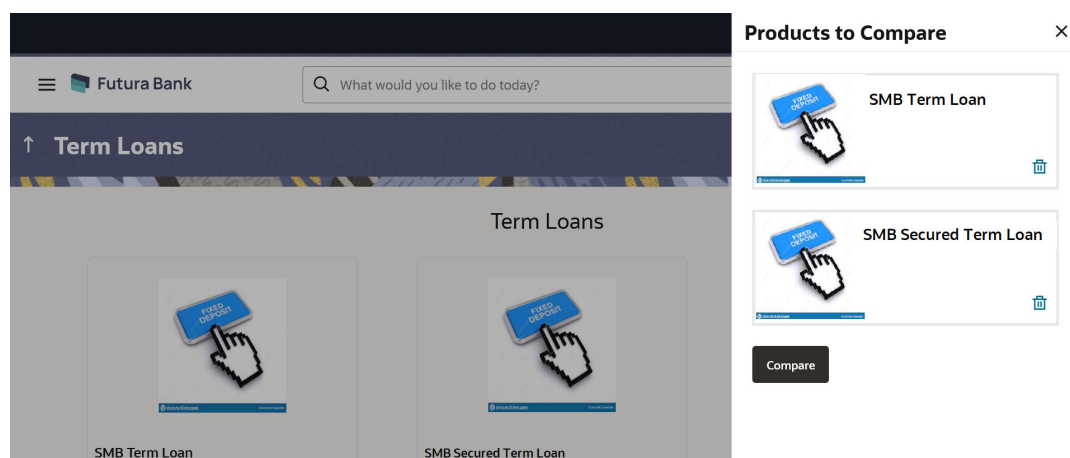 Products to Compare
Futura Bank
What would you like to do today?
Term Loans
Term Loans
FIXED
DEPOSIT
SMB Term Loan
FIXED
DEPOSIT
SMB Secured Term Loan
FIXED
DEPOSIT
SMB Term Loan
FIXED
DEPOSIT
SMB Secured Term Loan
Compare